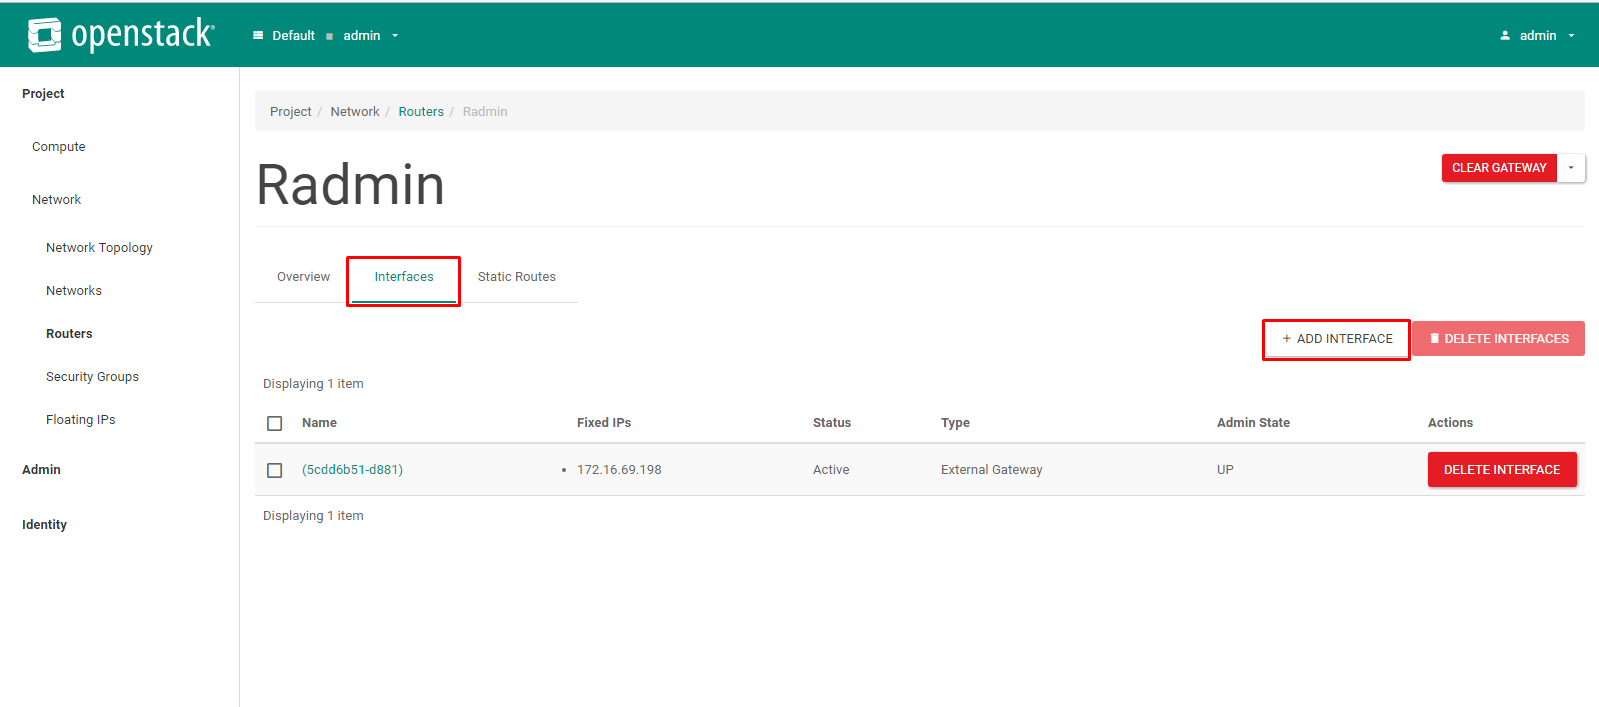 openstack® Default admin admin
Project
Project / Network / Routers / Radmin
Compute
Radmin
CLEAR GATEWAY
Network
Network Topology
Overview Interfaces Static Routes
Networks
Routers
+ ADD INTERFACE DELETE INTERFACES
Security Groups
Displaying 1 item
Floating IPs
Name Fixed IPs Status Type Admin State Actions
Admin
(5cdd6b51-d881) • 172.16.69.198 Active External Gateway UP DELETE INTERFACE
Displaying 1 item
Identity